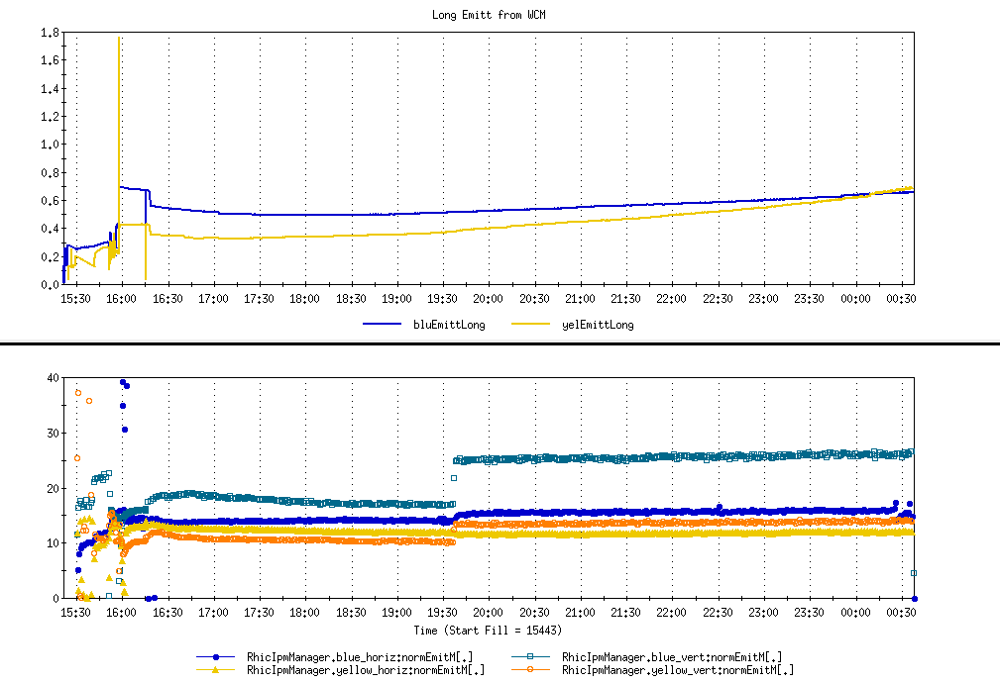 Long Emitt from WCM
1.8
1.6
1.4
1.2
1.0
0.8
0.6
0.4
0.2
0.0
15:30 16:00 16:30 17:00 17:30 18:00 18:30 19:00 19:30 20:00 20:30 21:00 21:30 22:00 22:30 23:00 23:30 00:00 00:30
bluEmittLong yelEmittLong
40
30
20
10
0
15:30 16:00 16:30 17:00 17:30 18:00 18:30 19:00 19:30 20:00 20:30 21:00 21:30 22:00 22:30 23:00 23:30 00:00 00:30
Time (Start Fill = 15443)
RhicIpmManager.blue_horiz:normEmitM[.] RhicIpmManager.blue_vert:normEmitM[.]
RhicIpmManager.yellow_horiz:normEmitM[.] RhicIpmManager.yellow_vert:normEmitM[.]